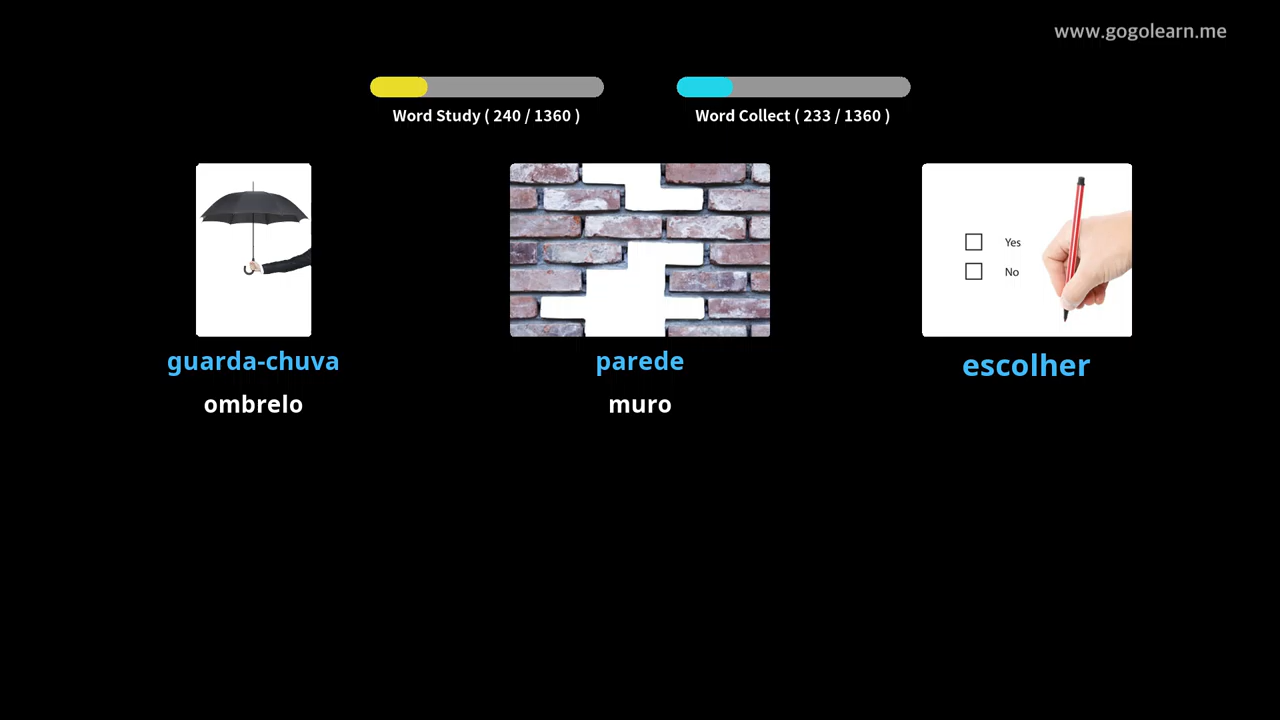 www.gogolearn.me
Word Study ( 240 / 1360 )
Word Collect ( 233 / 1360 )
Yes
No
guarda-chuva
parede
escolher
ombrelo
muro